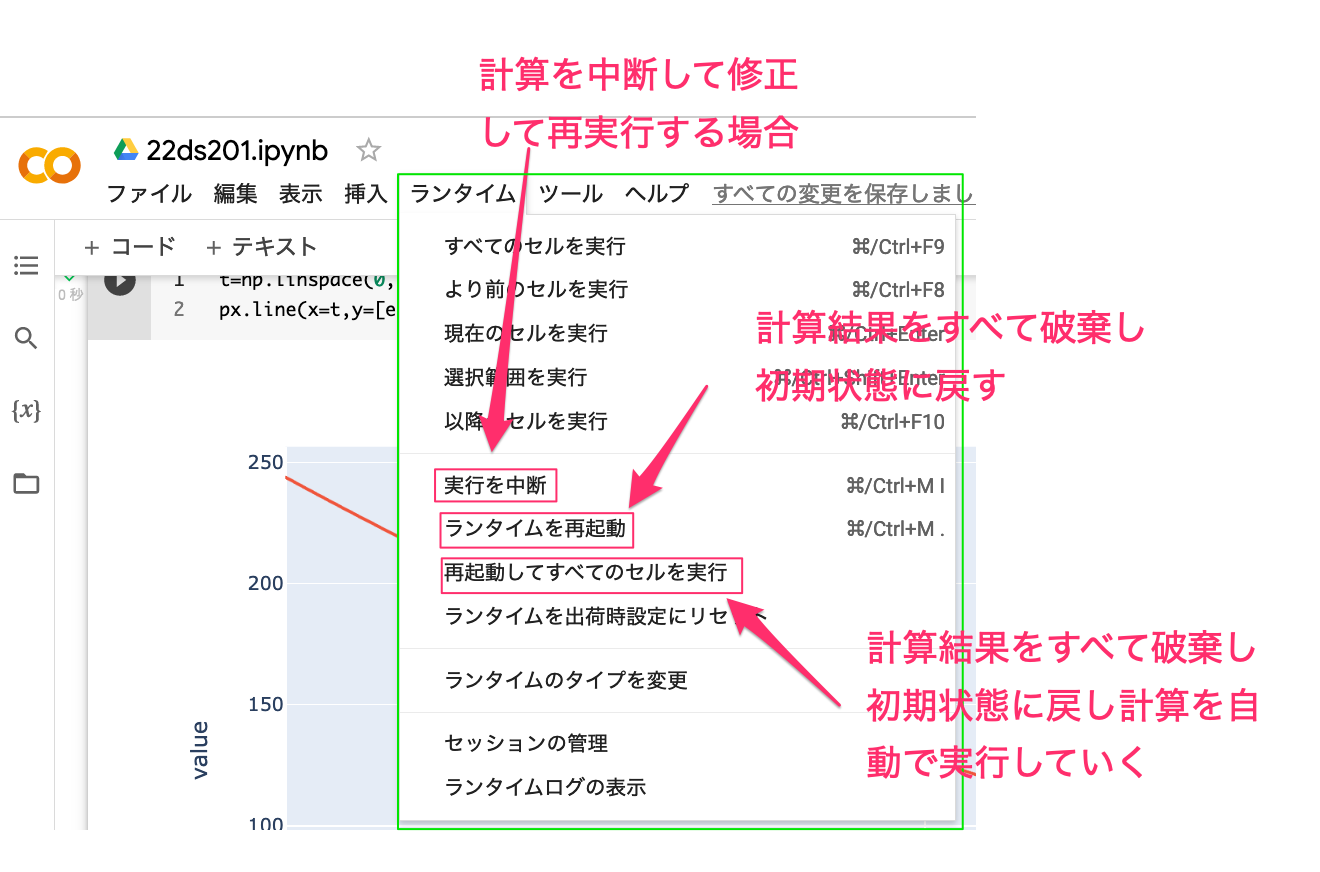 計算を中断して修正
して再実行する場合
22ds201.ipynb
ファイル 編集 表示 挿入 ランタイム ツール ヘルプ すべての変更を保存しまし
+ コード + テキスト
すべてのセルを実行 ⌘/Ctrl+F9
0 秒
1 t=np.linspace(0,
より前のセルを実行 ⌘/Ctrl+F8
2 px.line(x=t,y=[e
現在のセルを実行 ⌘/Ctrl+Enter
計算結果をすべて破棄し
初期状態に戻す
選択範囲を実行 ⌘/Ctrl+Shift+Enter
以降のセルを実行 ⌘/Ctrl+F10
{x}
実行を中断 ⌘/Ctrl+M I
ランタイムを再起動 ⌘/Ctrl+M .
再起動してすべてのセルを実行
ランタイムを出荷時設定にリセット
計算結果をすべて破棄し
初期状態に戻し計算を自
動で実行していく
ランタイムのタイプを変更
セッションの管理
ランタイムログの表示
250
200
150
100
value